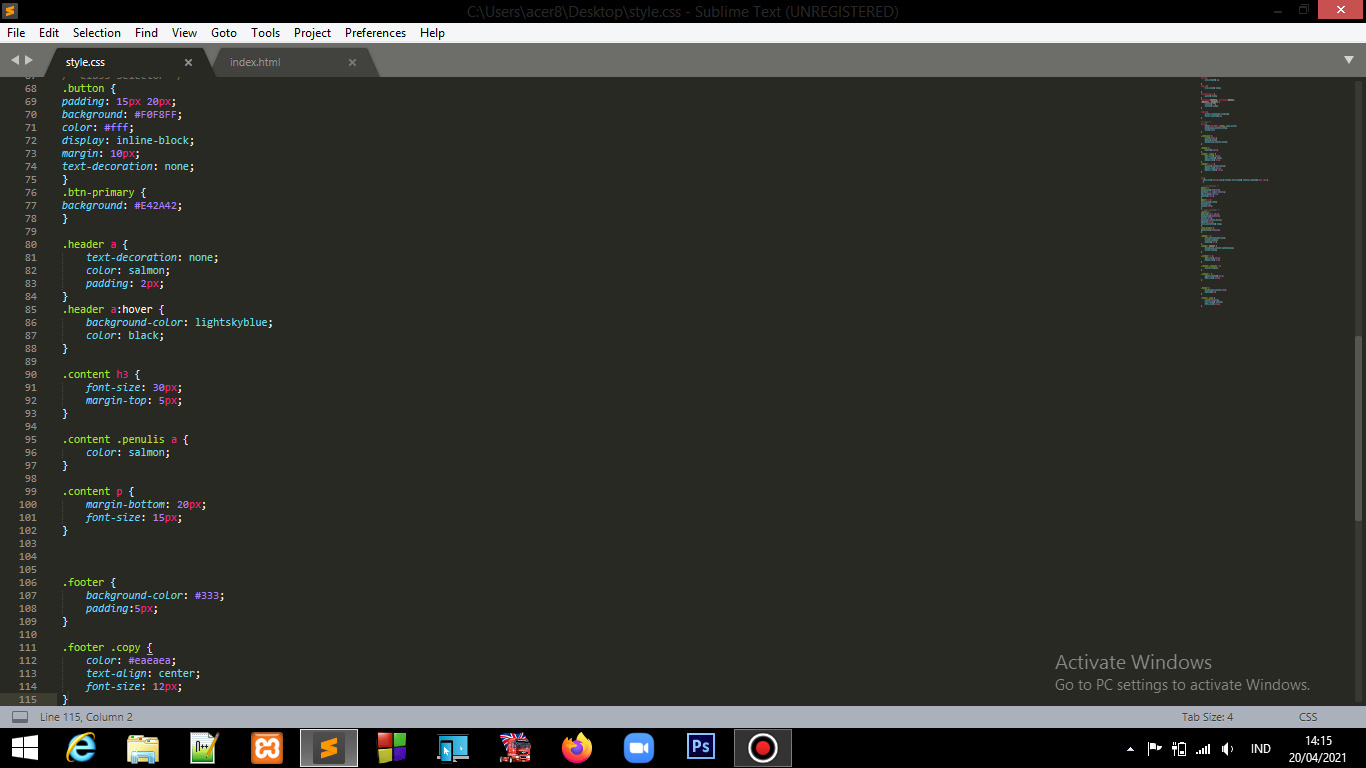 C:\Users\acer8\Desktop\style.css - Sublime Text (UNREGISTERED)
File Edit Selection Find View Goto Tools Project Preferences Help
style.css index.html
68 .button {
69 padding: 15px 20px;
70 background: #F0F8FF;
71 color: #fff;
72 display: inline-block;
73 margin: 10px;
74 text-decoration: none;
75 }
76 .btn-primary {
77 background: #E42A42;
78 }
79
80 .header a {
81 text-decoration: none;
82 color: salmon;
83 padding: 2px;
84 }
85 .header a:hover {
86 background-color: lightskyblue;
87 color: black;
88 }
89
90 .content h3 {
91 font-size: 30px;
92 margin-top: 5px;
93 }
94
95 .content .penulis a {
96 color: salmon;
97 }
98
99 .content p {
100 margin-bottom: 20px;
101 font-size: 15px;
102 }
103
104
105
106 .footer {
107 background-color: #333;
108 padding:5px;
109 }
110
111 .footer .copy {
112 color: #eaeaea;
113 text-align: center;
114 font-size: 12px;
115 }
Activate Windows
Go to PC settings to activate Windows.
Line 115, Column 2 Tab Size: 4 CSS
Ps
IND
14:15
20/04/2021